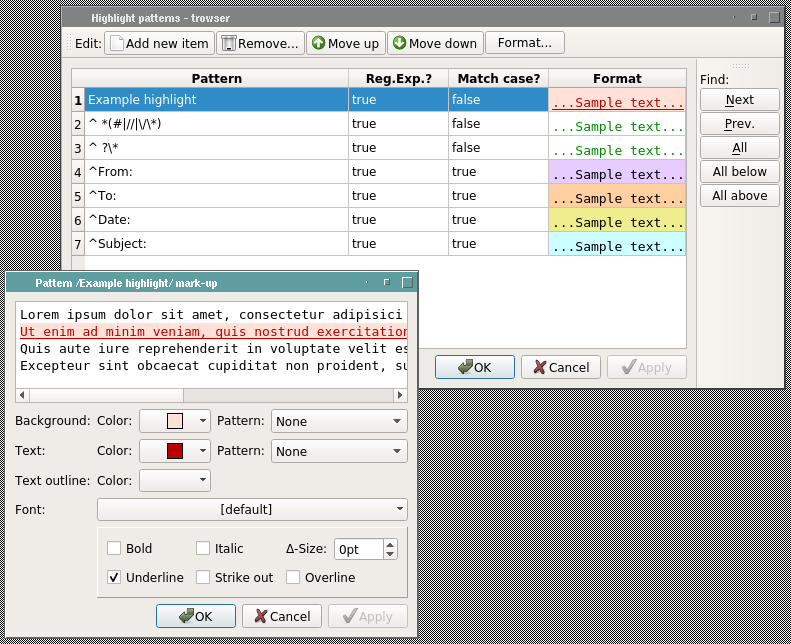 Highlight patterns - trowser
Edit: Add new item Remove... Move up Move down Format...
Find:
Pattern Reg.Exp.? Match case? Format
1 Example highlight true false ...Sample text...
2 ^ *(#|//|\/\*) true false ...Sample text...
3 ^ ?\* true false ...Sample text...
4 ^From: true true ...Sample text...
5 ^To: true true ...Sample text...
6 ^Date: true true ...Sample text...
7 ^Subject: true true ...Sample text...
Next
Prev.
All
All below
All above
OK Cancel Apply
Pattern /Example highlight/ mark-up
Lorem ipsum dolor sit amet, consectetur adipisici
Ut enim ad minim veniam, quis nostrud exercitation
Quis aute iure reprehenderit in voluptate velit es
Excepteur sint obcaecat cupiditat non proident, su
Background: Color: Pattern: None
Text: Color: Pattern: None
Text outline: Color:
Font: [default]
Bold Italic Δ-Size: 0pt
Underline Strike out Overline
OK Cancel Apply